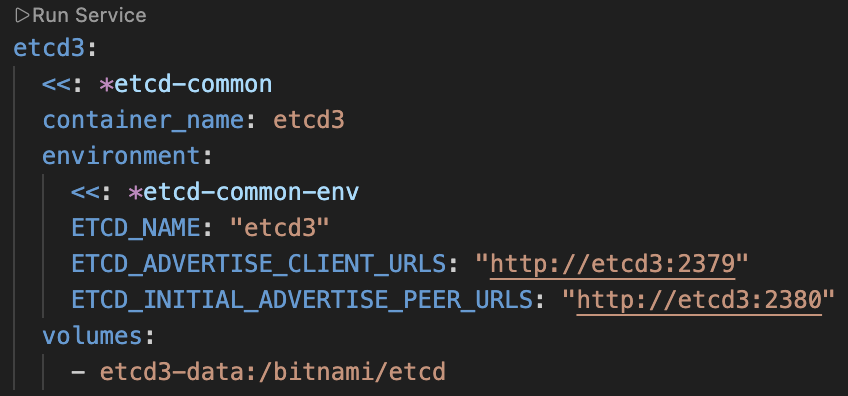 ▷Run Service
etcd3:
  <<: *etcd-common
  container_name: etcd3
  environment:
    <<: *etcd-common-env
    ETCD_NAME: "etcd3"
    ETCD_ADVERTISE_CLIENT_URLS: "http://etcd3:2379"
    ETCD_INITIAL_ADVERTISE_PEER_URLS: "http://etcd3:2380"
  volumes:
    - etcd3-data:/bitnami/etcd